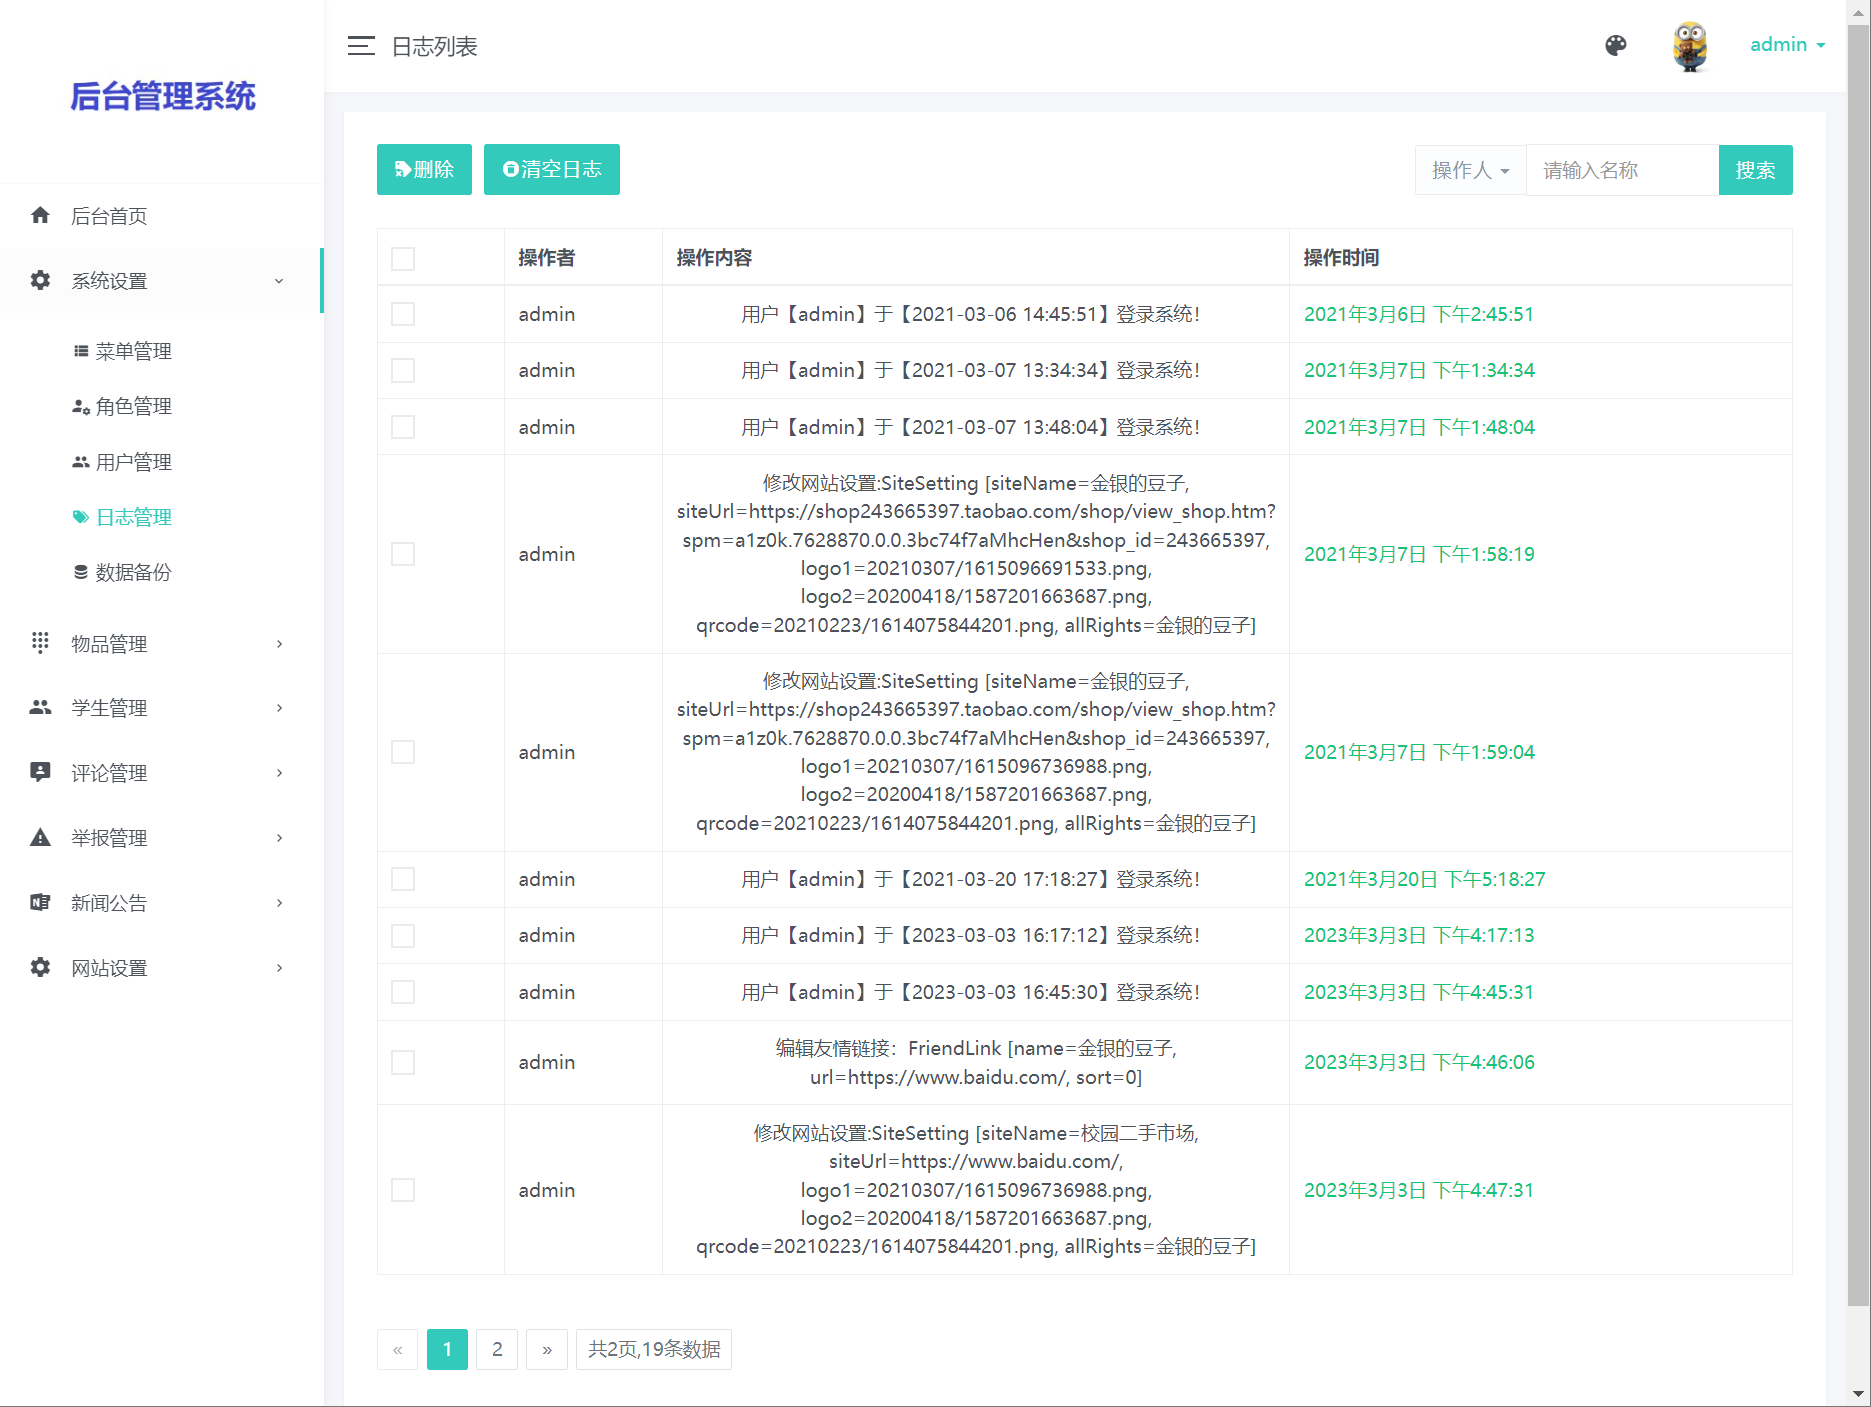 日志列表
admin
后台管理系统
后台首页
系统设置
菜单管理
角色管理
用户管理
日志管理
数据备份
物品管理
学生管理
评论管理
举报管理
新闻公告
网站设置
删除 清空日志 操作人 请输入名称 搜索
操作者 操作内容 操作时间
admin 用户【admin】于【2021-03-06 14:45:51】登录系统! 2021年3月6日 下午2:45:51
admin 用户【admin】于【2021-03-07 13:34:34】登录系统! 2021年3月7日 下午1:34:34
admin 用户【admin】于【2021-03-07 13:48:04】登录系统! 2021年3月7日 下午1:48:04
修改网站设置:SiteSetting [siteName=金银的豆子,
siteUrl=https://shop243665397.taobao.com/shop/view_shop.htm?
spm=a1z0k.7628870.0.0.3bc74f7aMhcHen&shop_id=243665397,
admin 2021年3月7日 下午1:58:19
logo1=20210307/1615096691533.png,
logo2=20200418/1587201663687.png,
qrcode=20210223/1614075844201.png, allRights=金银的豆子]
修改网站设置:SiteSetting [siteName=金银的豆子,
siteUrl=https://shop243665397.taobao.com/shop/view_shop.htm?
spm=a1z0k.7628870.0.0.3bc74f7aMhcHen&shop_id=243665397,
admin 2021年3月7日 下午1:59:04
logo1=20210307/1615096736988.png,
logo2=20200418/1587201663687.png,
qrcode=20210223/1614075844201.png, allRights=金银的豆子]
admin 用户【admin】于【2021-03-20 17:18:27】登录系统! 2021年3月20日 下午5:18:27
admin 用户【admin】于【2023-03-03 16:17:12】登录系统! 2023年3月3日 下午4:17:13
admin 用户【admin】于【2023-03-03 16:45:30】登录系统! 2023年3月3日 下午4:45:31
编辑友情链接：FriendLink [name=金银的豆子,
admin 2023年3月3日 下午4:46:06
url=https://www.baidu.com/, sort=0]
修改网站设置:SiteSetting [siteName=校园二手市场,
siteUrl=https://www.baidu.com/,
admin logo1=20210307/1615096736988.png, 2023年3月3日 下午4:47:31
logo2=20200418/1587201663687.png,
qrcode=20210223/1614075844201.png, allRights=金银的豆子]
« 1 2 » 共2页,19条数据